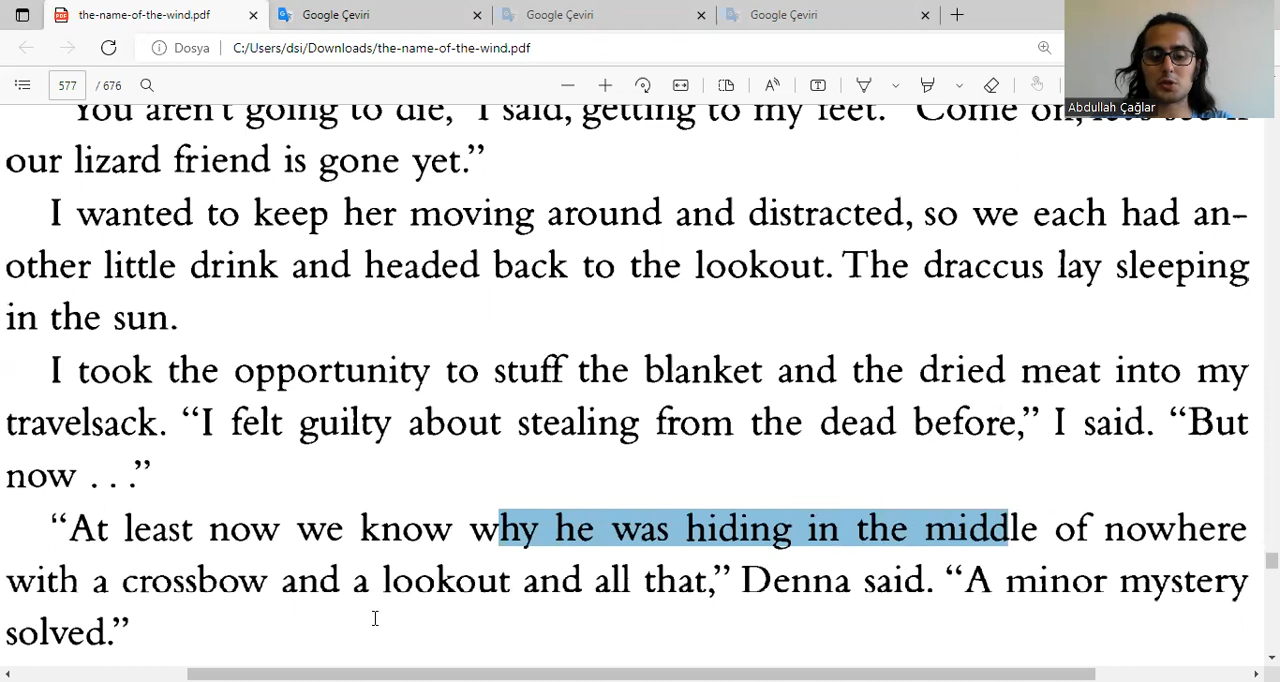 the-name-of-the-wind.pdf
Google Çeviri
Google Çeviri
Google Çeviri
Dosya
C:/Users/dsi/Downloads/the-name-of-the-wind.pdf
577 / 676
Abdullah Çağlar
You aren't going to die," I said, getting to my feet. "Come on,
our lizard friend is gone yet.”
I wanted to keep her moving around and distracted, so we each had an-
other little drink and headed back to the lookout. The draccus lay sleeping
in the sun.
I took the opportunity to stuff the blanket and the dried meat into my
travelsack. “I felt guilty about stealing from the dead before,” I said. “But
now . . .”
“At least now we know why he was hiding in the middle of nowhere
with a crossbow and a lookout and all that,” Denna said. “A minor mystery
solved.”